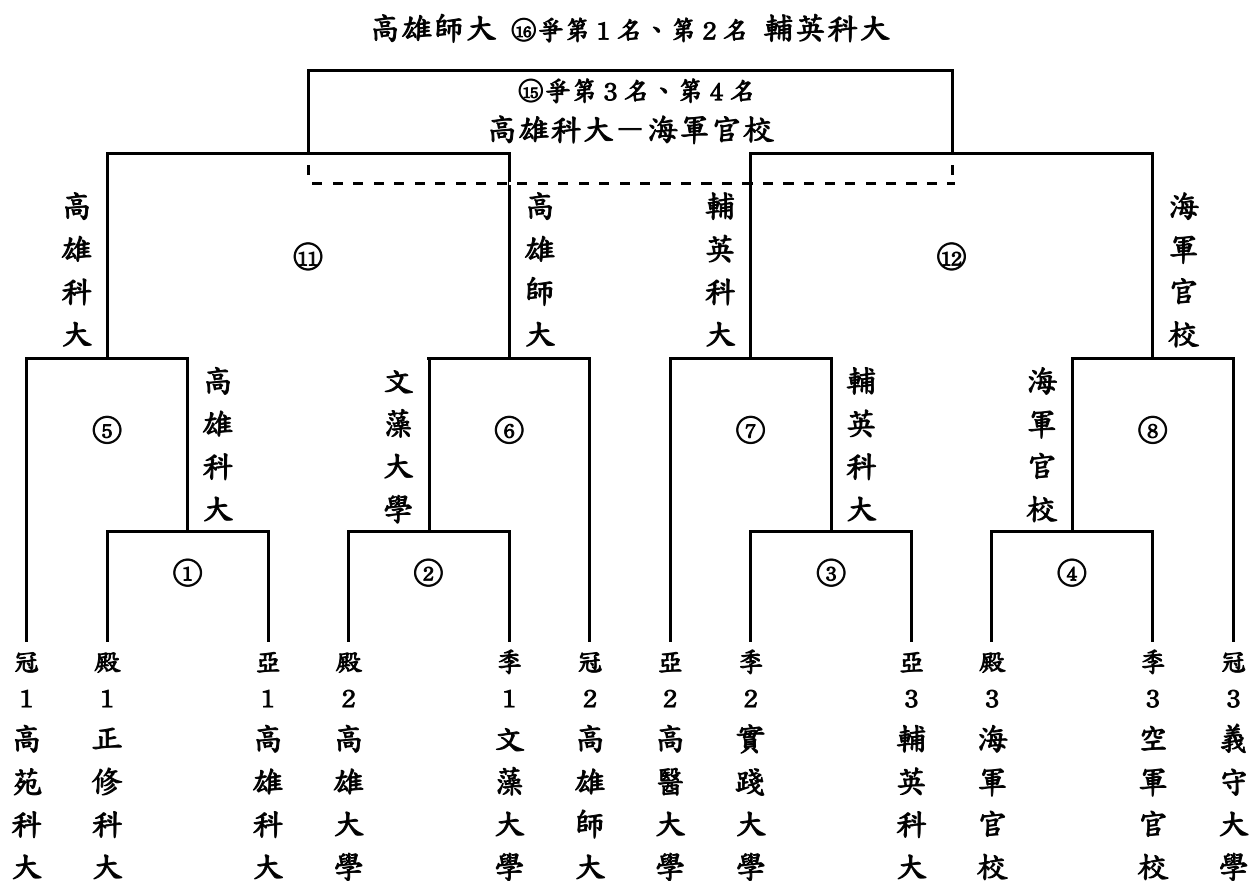 高雄師大 ⑯爭第1名、第2名 輔英科大
⑮爭第3名、第4名
高雄科大－海軍官校
高雄科大
⑪
高雄師大
輔英科大
⑫
海軍官校
⑤
高雄科大
文藻大學
⑥
⑦
輔英科大
海軍官校
⑧
①
②
③
④
冠1高苑科大
殿1正修科大
亞1高雄科大
殿2高雄大學
季1文藻大學
冠2高雄師大
亞2高醫大學
季2實踐大學
亞3輔英科大
殿3海軍官校
季3空軍官校
冠3義守大學